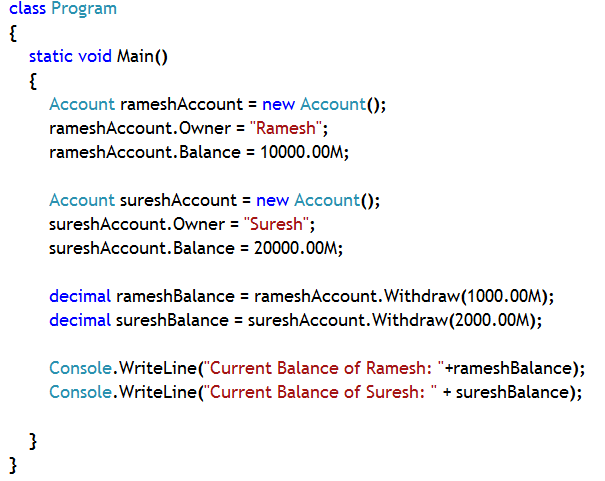 class Program
{
static void Main()
{
Account rameshAccount = new Account();
rameshAccount.Owner = "Ramesh";
rameshAccount.Balance = 10000.00M;
Account sureshAccount = new Account();
sureshAccount.Owner = "Suresh";
sureshAccount.Balance = 20000.00M;
decimal rameshBalance = rameshAccount.Withdraw(1000.00M);
decimal sureshBalance = sureshAccount.Withdraw(2000.00M);
Console.WriteLine("Current Balance of Ramesh: "+rameshBalance);
Console.WriteLine("Current Balance of Suresh: " + sureshBalance);
}
}